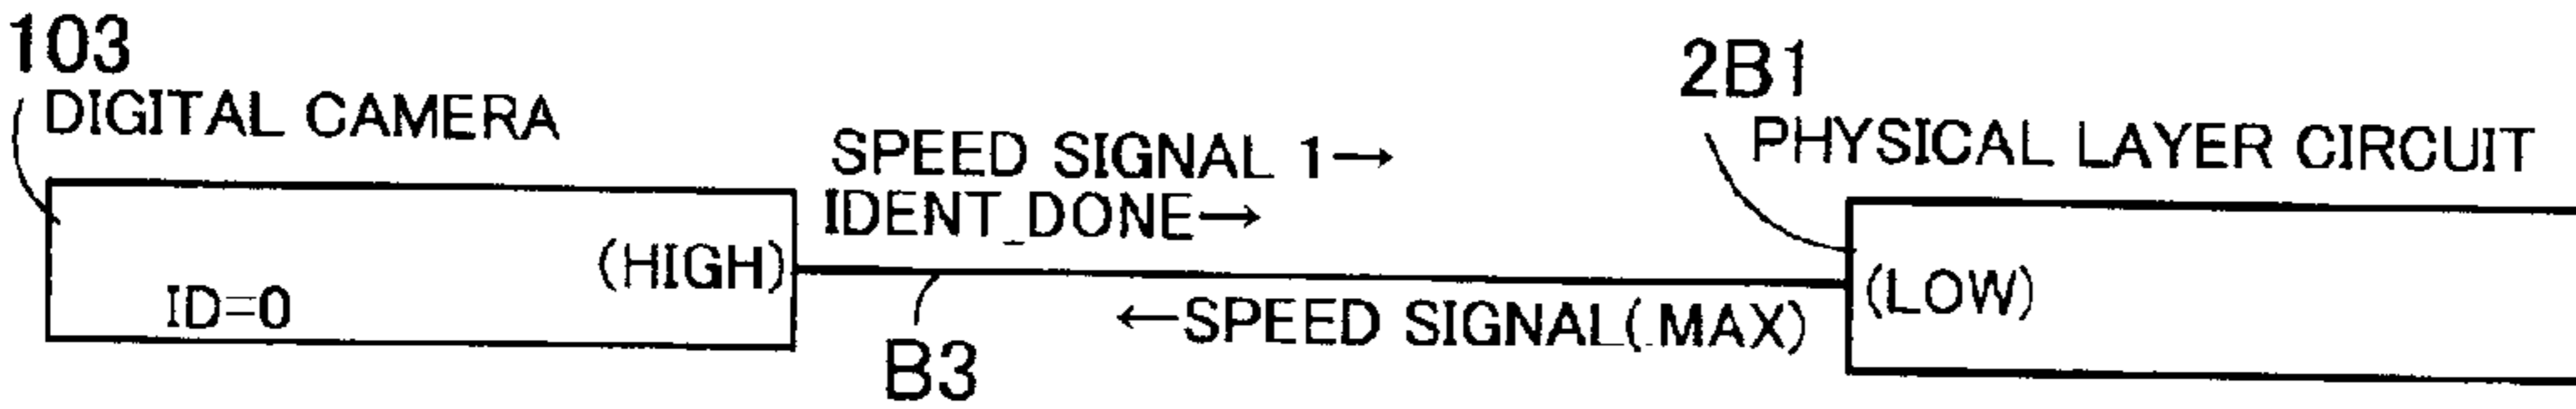 103
DIGITAL CAMERA
(HIGH)
ID=0
SPEED SIGNAL 1→
IDENT_DONE→
←SPEED SIGNAL(MAX)
B3
2B1
PHYSICAL LAYER CIRCUIT
(LOW)